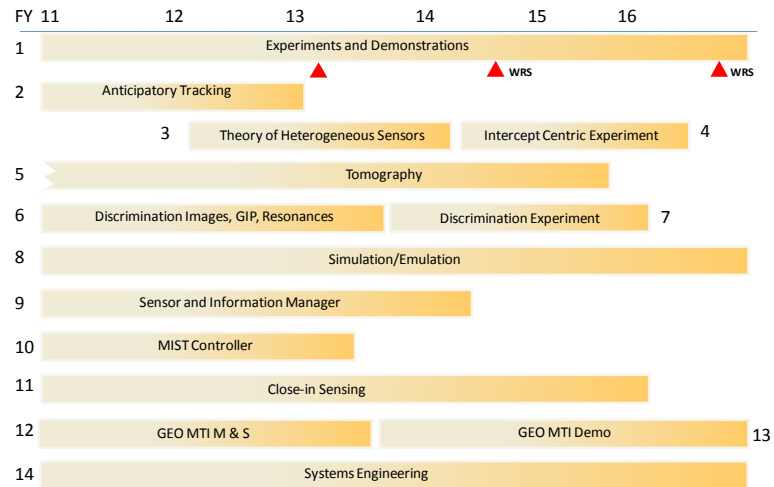 FY 11 12 13 14 15 16
1 Experiments and Demonstrations
WRS WRS
2 Anticipatory Tracking
3 Theory of Heterogeneous Sensors Intercept Centric Experiment 4
5 Tomography
6 Discrimination Images, GIP, Resonances Discrimination Experiment 7
8 Simulation/Emulation
9 Sensor and Information Manager
10 MIST Controller
11 Close-in Sensing
12 GEO MTI M & S GEO MTI Demo 13
14 Systems Engineering